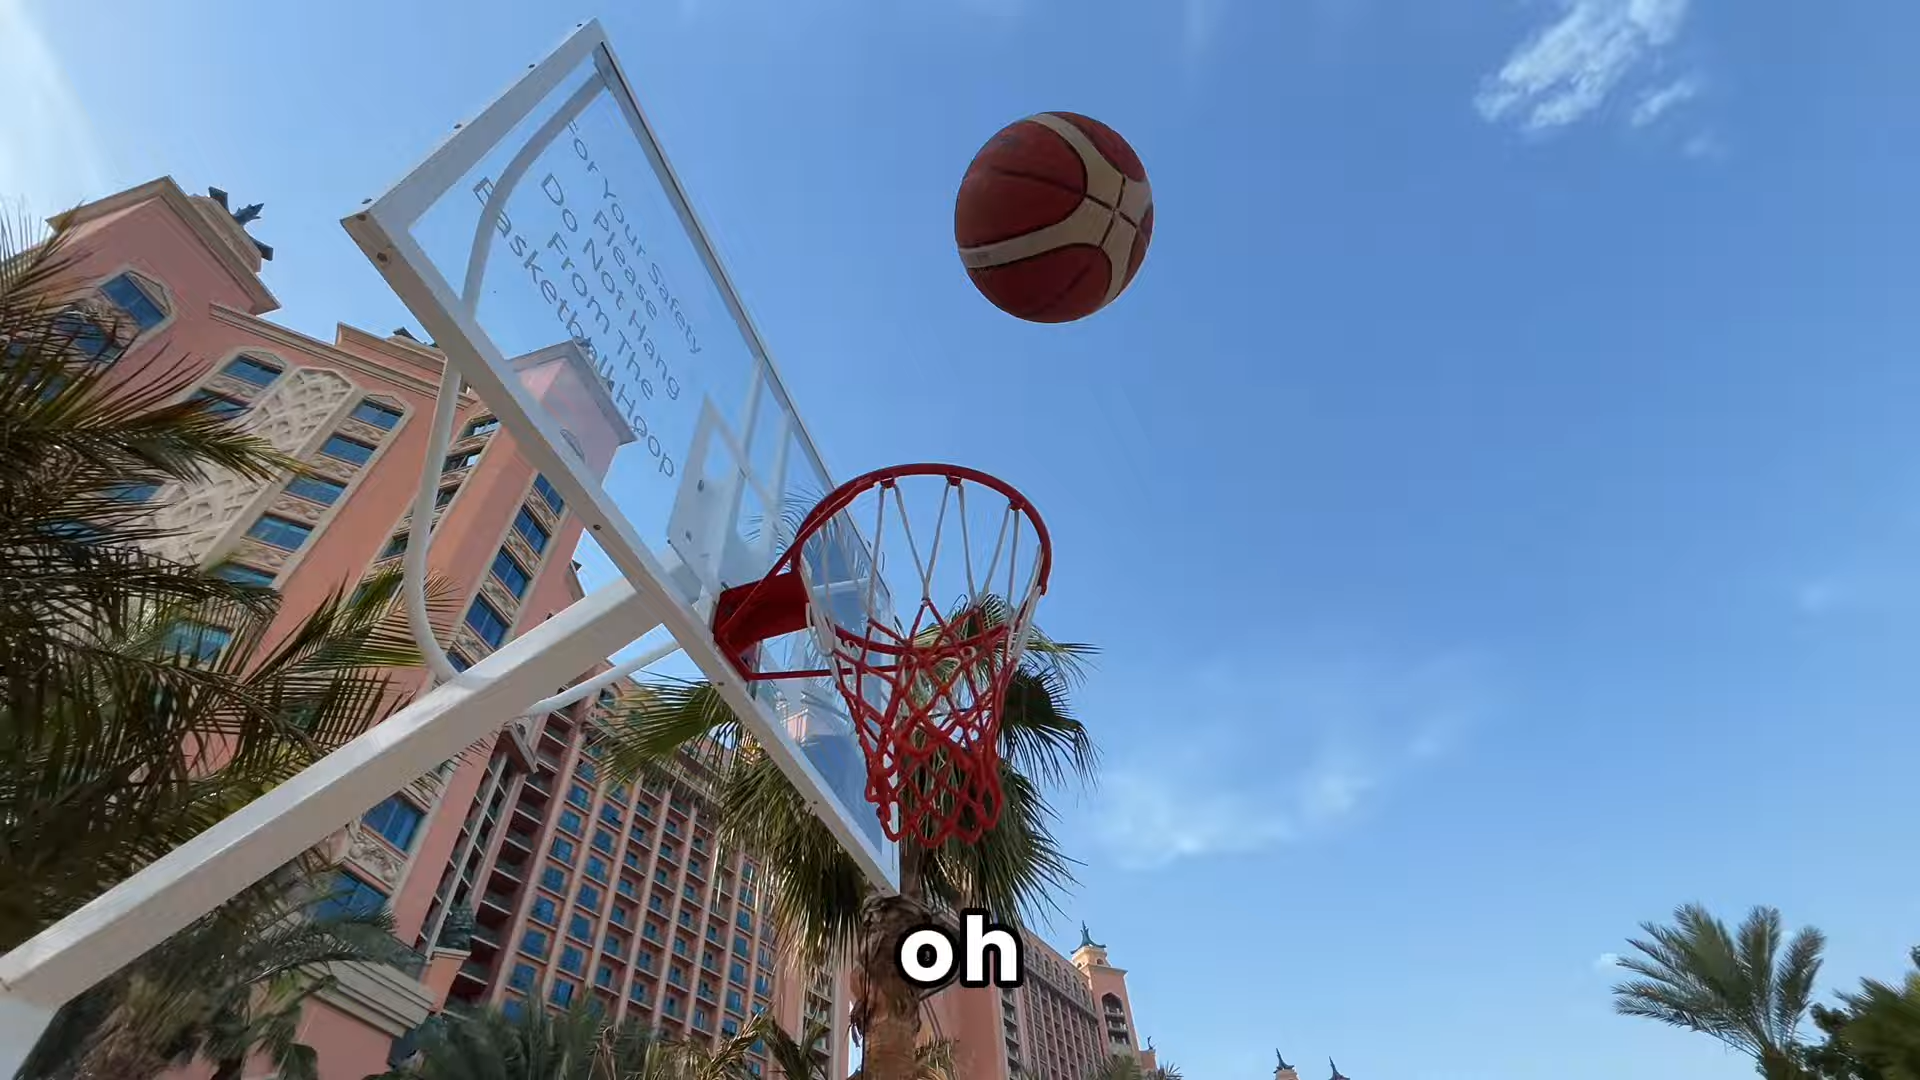 For Your Safety
Please
Do Not Hang
From The
Basketball Hoop
oh